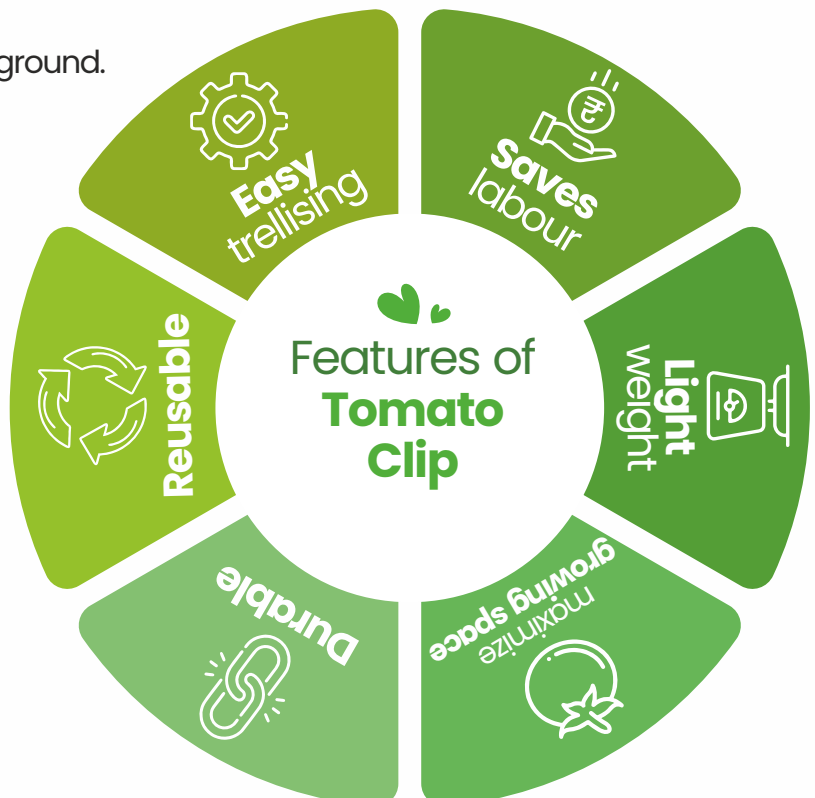 ground.
Easy
trellising
Saves
labour
Light
weight
maximize
growing space
Durable
Reusable
Features of
Tomato
Clip
₹